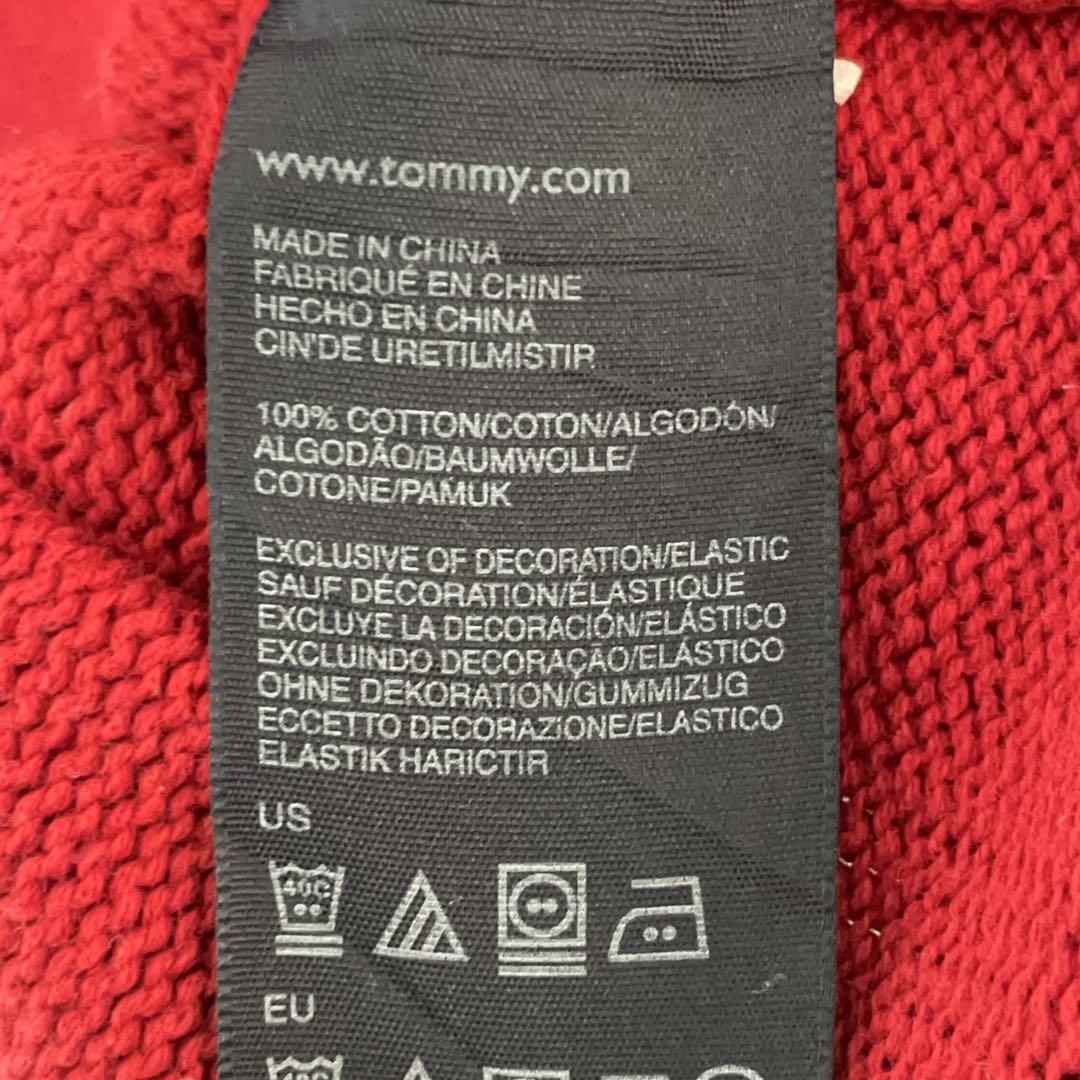 www.tommy.com
MADE IN CHINA
FABRIQUÉ EN CHINE
HECHO EN CHINA
CIN'DE URETILMISTIR
100% COTTON/COTON/ALGODÓN/
ALGODÃO/BAUMWOLLE/
COTONE/PAMUK
EXCLUSIVE OF DECORATION/ELASTIC
SAUF DÉCORATION/ÉLASTIQUE
EXCLUYE LA DECORACIÓN/ELÁSTICO
EXCLUINDO DECORAÇÃO/ELÁSTICO
OHNE DEKORATION/GUMMIZUG
ECCETTO DECORAZIONE/ELASTICO
ELASTIK HARICTIR
US
40C
EU
40C